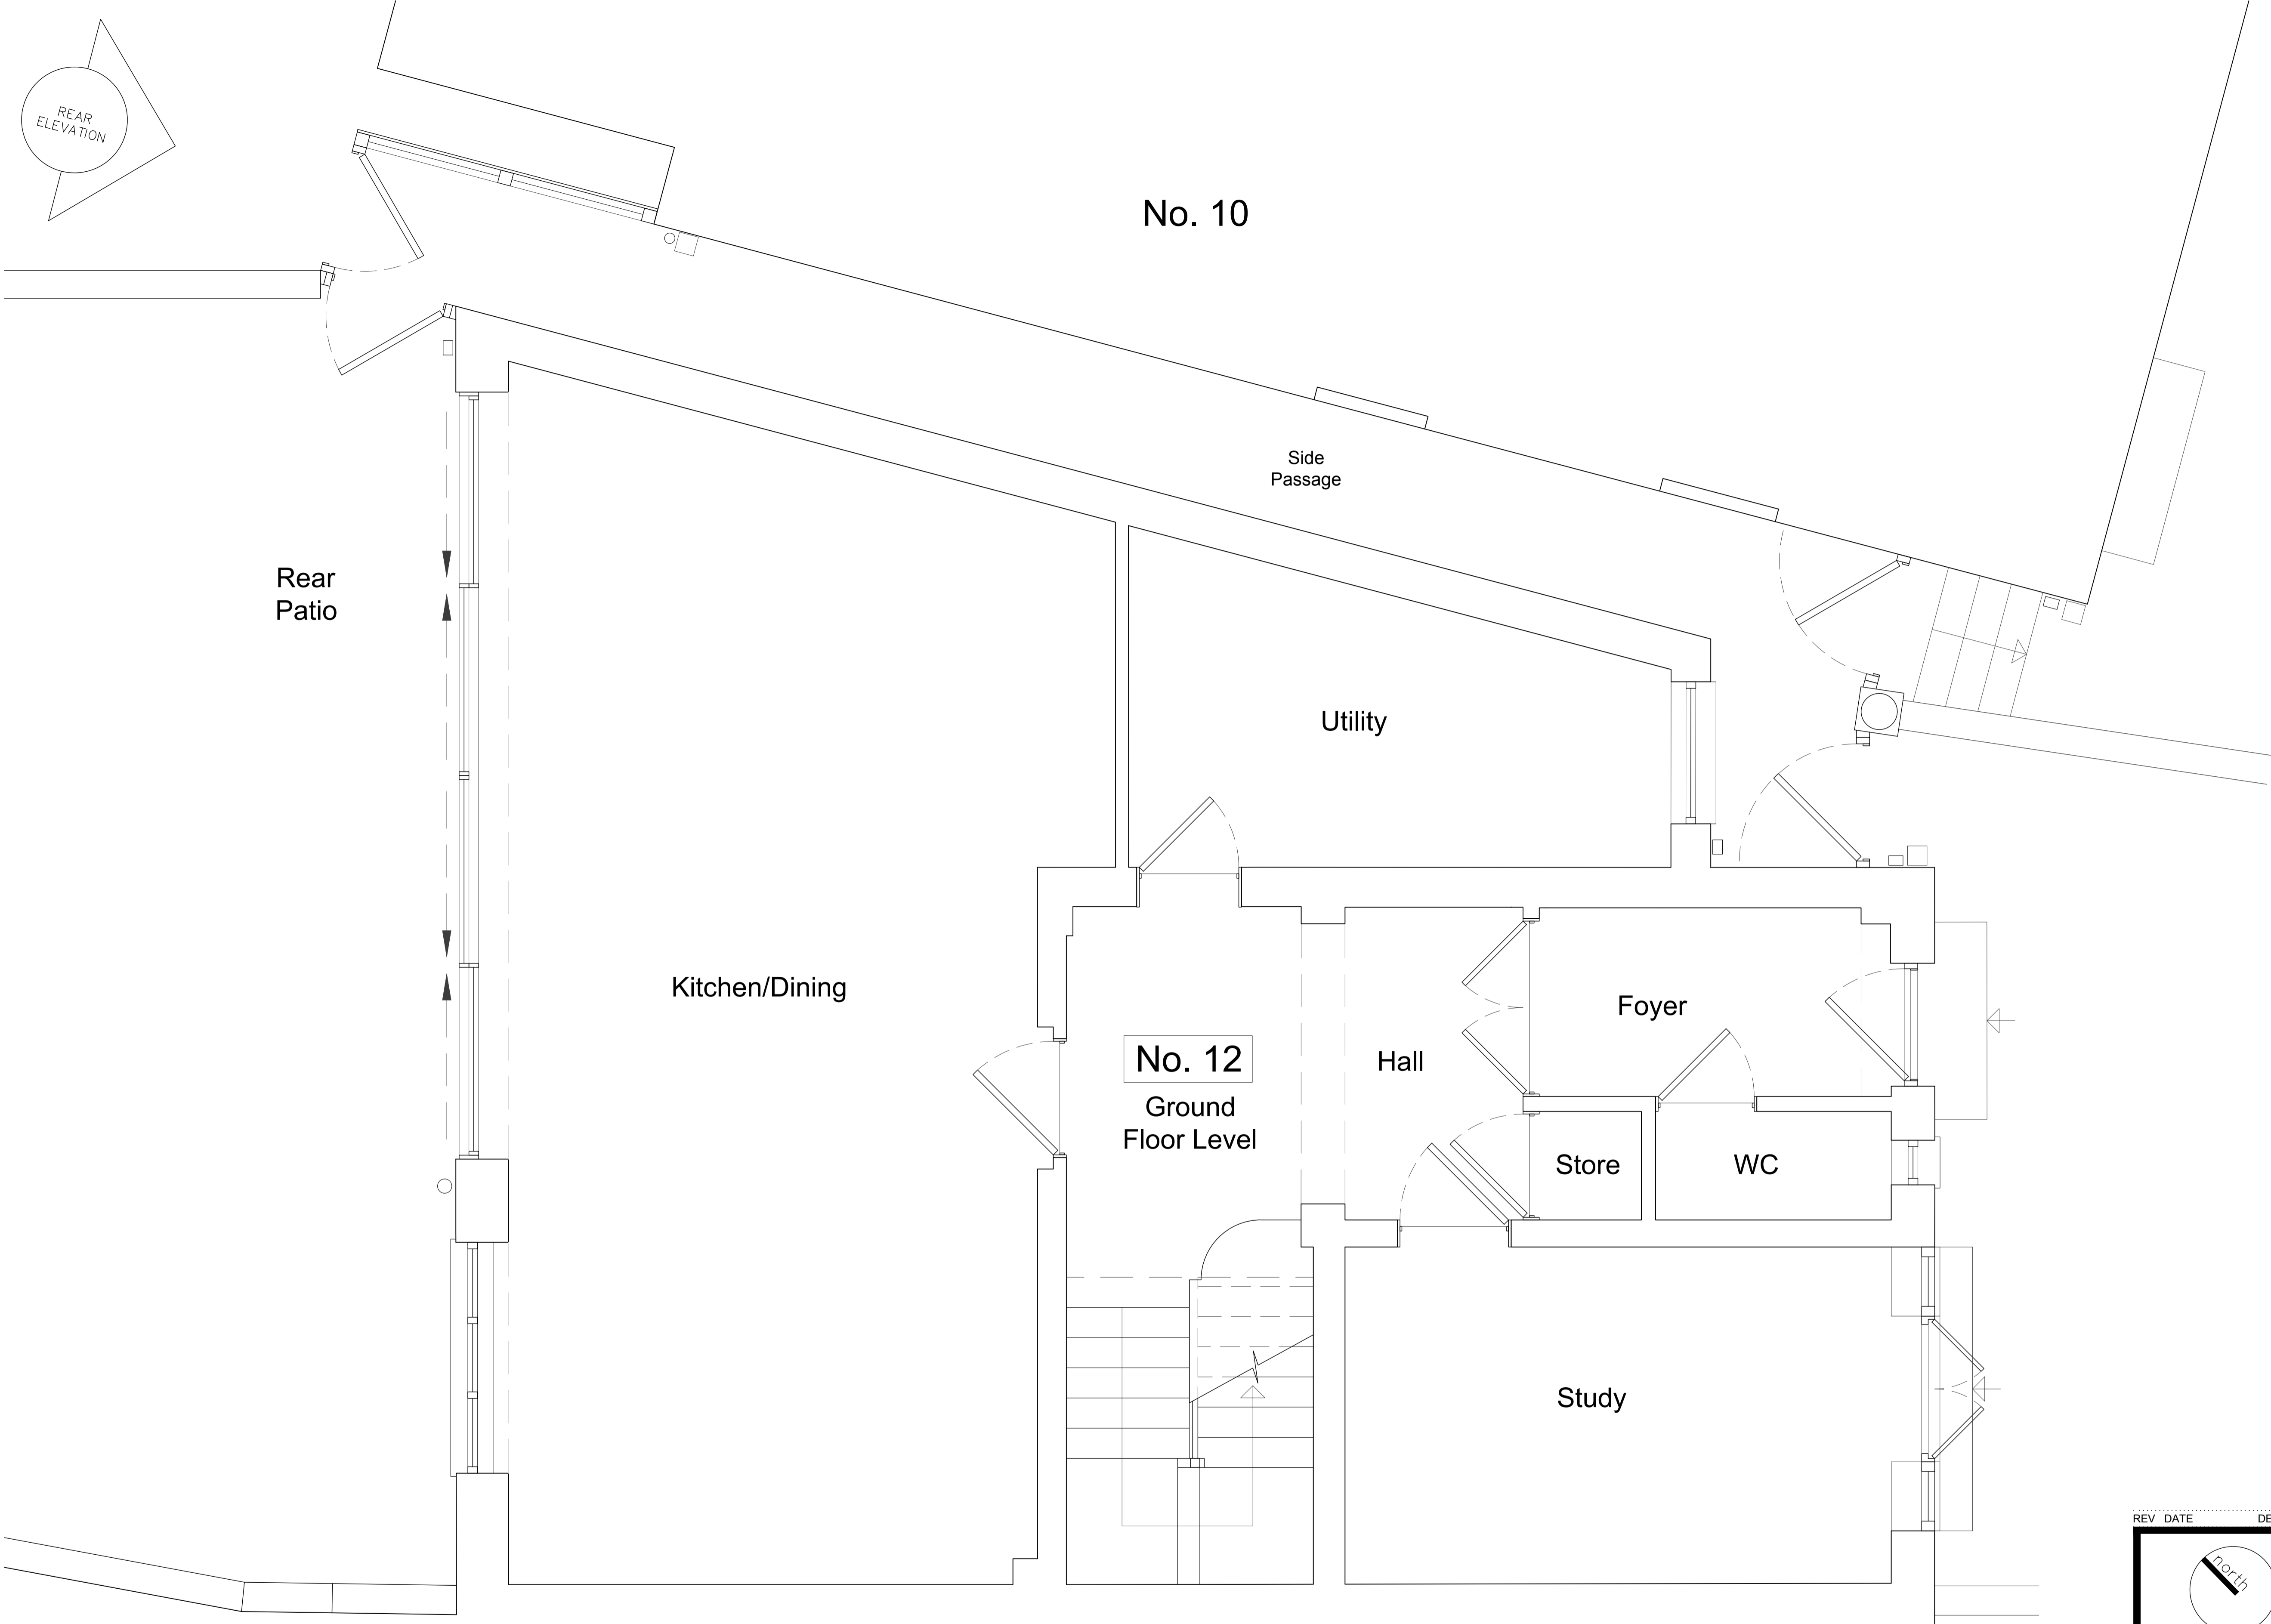 REAR
ELEVATION
No. 10
Side
Passage
Rear
Patio
Utility
Kitchen/Dining
Foyer
No. 12
Hall
Ground
Floor Level
Store
WC
Study
REV DATE DE
north